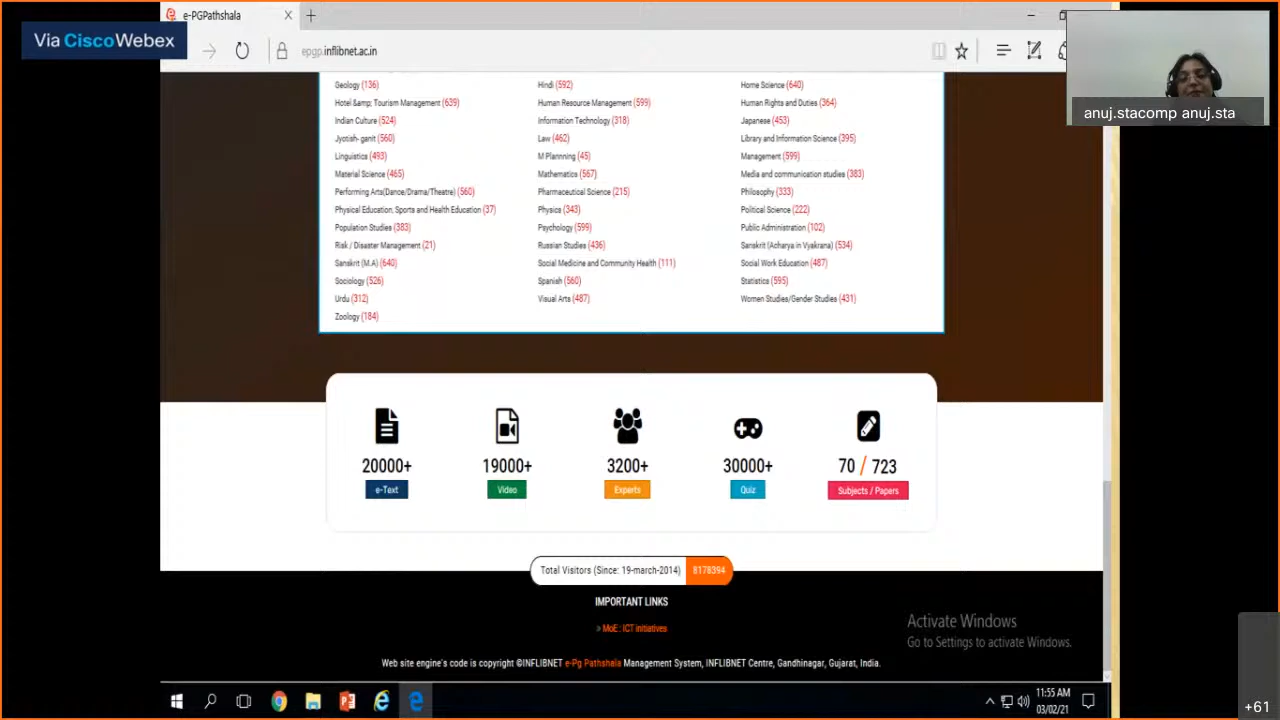 e-PGPathshala
Via CiscoWebex
epgp.inflibnet.ac.in
anuj.stacomp anuj.sta
Geology (136) Hindi (592) Home Science (640)
Hotel &amp; Tourism Management (639) Human Resource Management (599) Human Rights and Duties (364)
Indian Culture (524) Information Technology (318) Japanese (453)
Jyotish- ganit (560) Law (462) Library and Information Science (395)
Linguistics (493) M Plannning (45) Management (599)
Material Science (465) Mathematics (567) Media and communication studies (383)
Performing Arts(Dance/Drama/Theatre) (560) Pharmaceutical Science (215) Philosophy (333)
Physical Education, Sports and Health Education (37) Physics (343) Political Science (222)
Population Studies (383) Psychology (599) Public Administration (102)
Risk / Disaster Management (21) Russian Studies (436) Sanskrit (Acharya in Vyakrana) (534)
Sanskrit (M.A) (640) Social Medicine and Community Health (111) Social Work Education (487)
Sociology (526) Spanish (560) Statistics (595)
Urdu (312) Visual Arts (487) Women Studies/Gender Studies (431)
Zoology (184)
20000+ 19000+ 3200+ 30000+ 70 / 723
e-Text Video Experts Quiz Subjects / Papers
Total Visitors (Since: 19-march-2014) 8178394
IMPORTANT LINKS
» MoE : ICT initiatives
Activate Windows
Go to Settings to activate Windows.
Web site engine's code is copyright ©INFLIBNET e-Pg Pathshala Management System, INFLIBNET Centre, Gandhinagar, Gujarat, India.
11:55 AM
03/02/21
+61